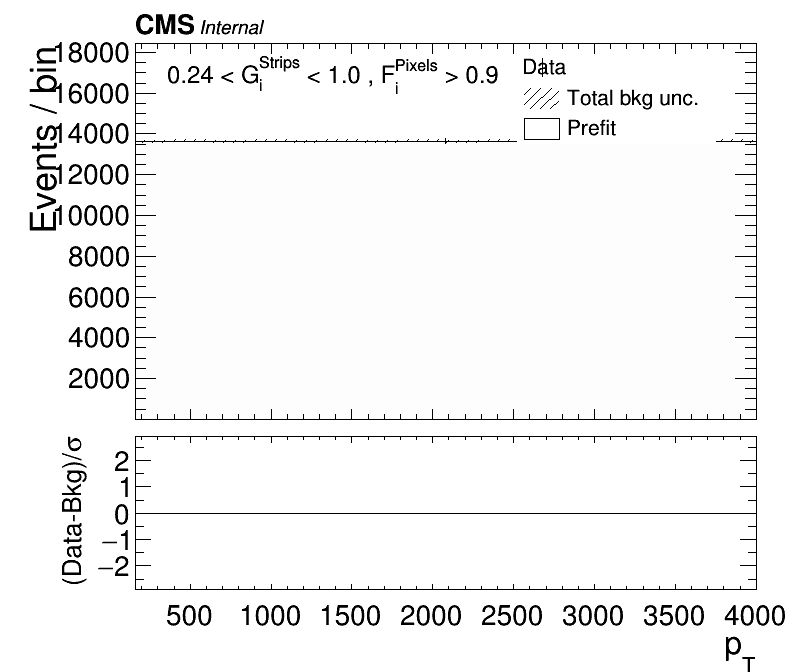 CMS Internal
Events / bin
18000
16000
14000
12000
10000
8000
6000
4000
2000
0.24 < G_i^Strips < 1.0 , F_i^Pixels > 0.9
Data
Total bkg unc.
Prefit
(Data-Bkg)/σ
2
1
0
−1
−2
500 1000 1500 2000 2500 3000 3500 4000
p_T